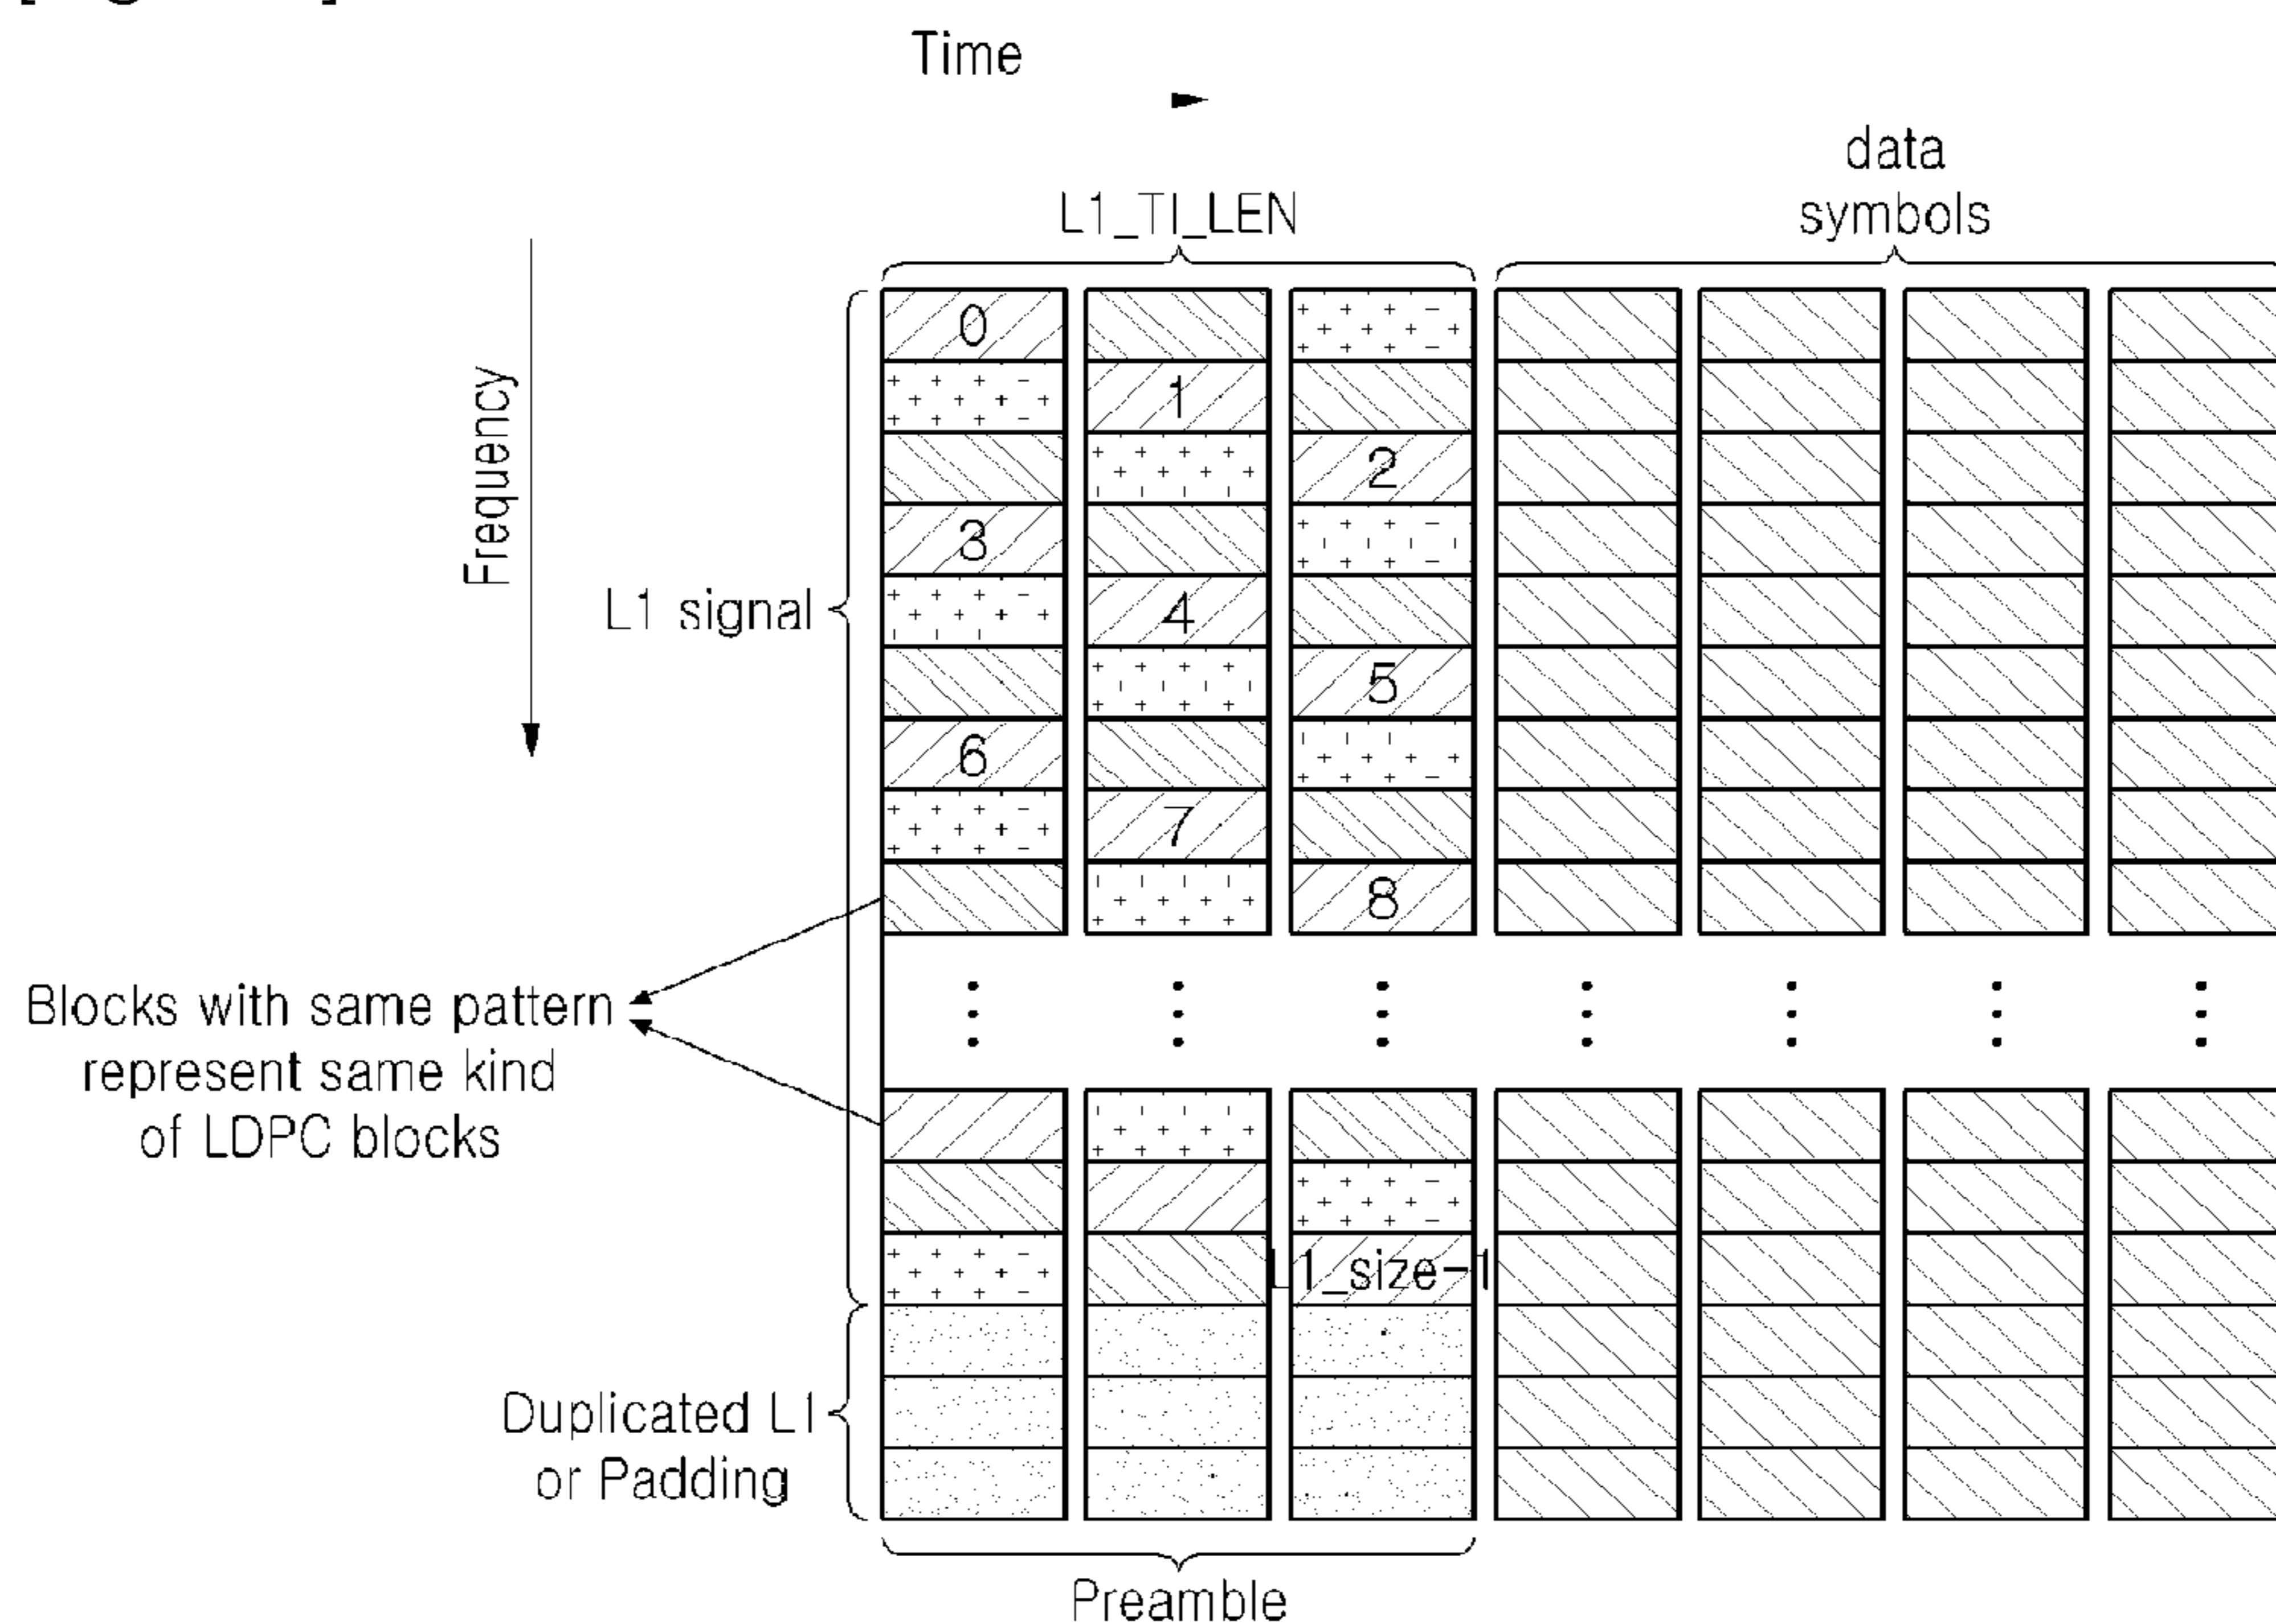 Time
data
symbols
L1_TI_LEN
Frequency
0
1
2
3
L1 signal
4
5
6
7
8
Blocks with same pattern
represent same kind
of LDPC blocks
L1_size-1
Duplicated L1
or Padding
Preamble